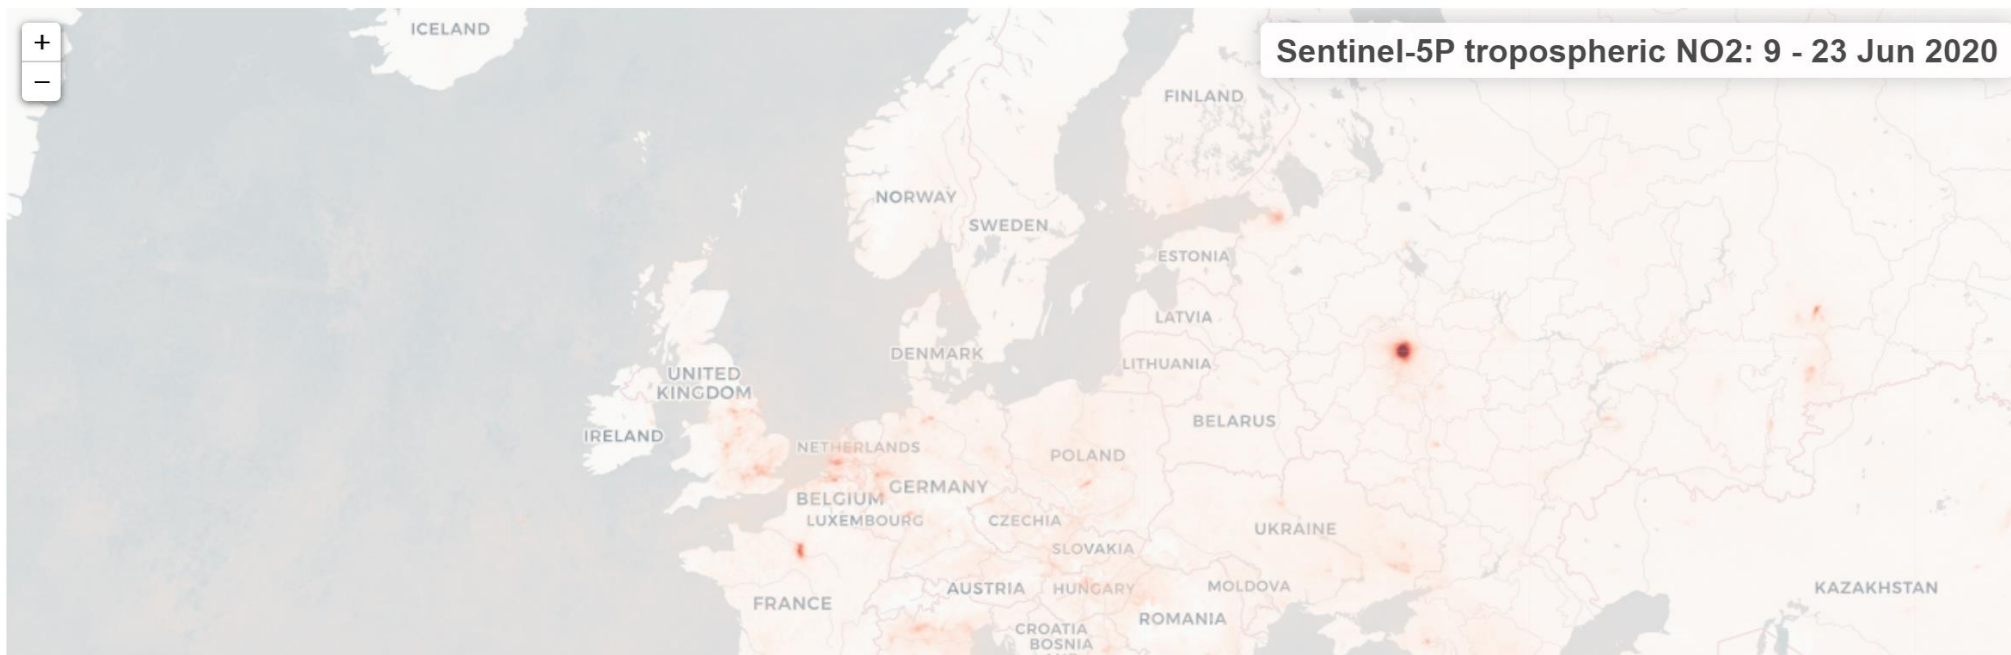 +
−
Sentinel-5P tropospheric NO2: 9 - 23 Jun 2020
ICELAND
FINLAND
NORWAY
SWEDEN
ESTONIA
LATVIA
DENMARK
LITHUANIA
UNITED
KINGDOM
BELARUS
IRELAND
NETHERLANDS
POLAND
GERMANY
BELGIUM
LUXEMBOURG
CZECHIA
UKRAINE
SLOVAKIA
AUSTRIA
HUNGARY
MOLDOVA
KAZAKHSTAN
FRANCE
ROMANIA
CROATIA
BOSNIA